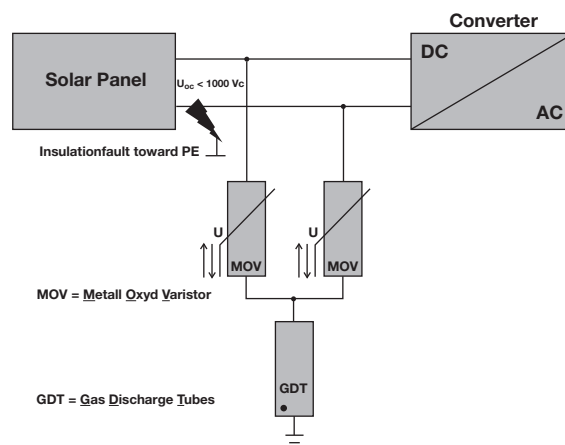 Converter
Solar Panel
DC
AC
Uoc < 1000 Vc
Insulationfault toward PE
U
MOV
U
MOV
MOV = Metall Oxyd Varistor
GDT
GDT = Gas Discharge Tubes